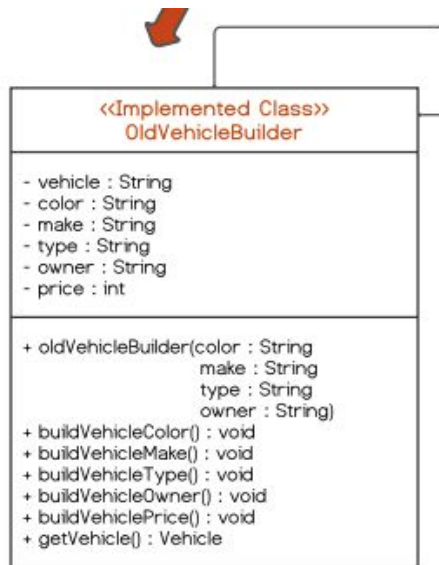 <<Implemented Class>>
OldVehicleBuilder
- vehicle : String
- color : String
- make : String
- type : String
- owner : String
- price : int
+ oldVehicleBuilder(color : String
make : String
type : String
owner : String)
+ buildVehicleColor() : void
+ buildVehicleMake() : void
+ buildVehicleType() : void
+ buildVehicleOwner() : void
+ buildVehiclePrice() : void
+ getVehicle() : Vehicle